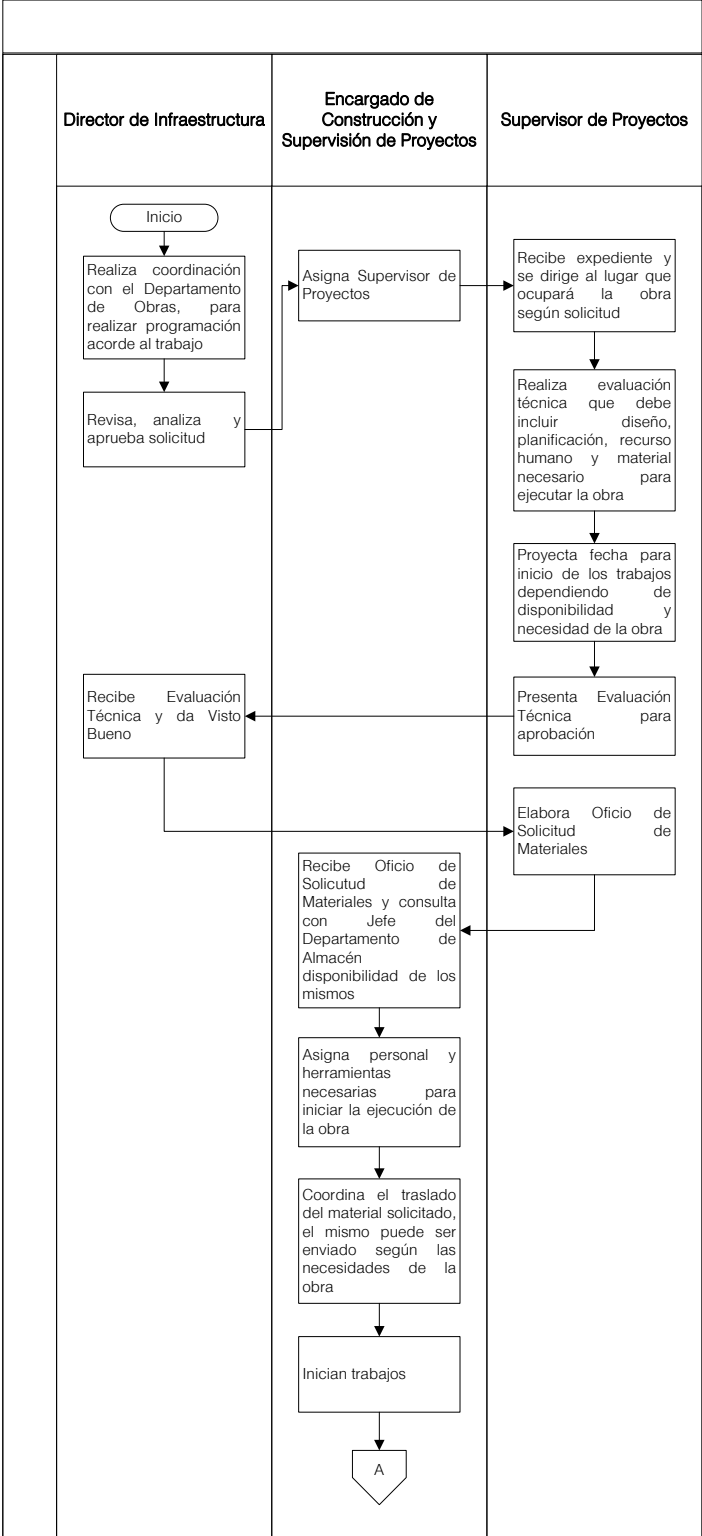 Director de Infraestructura
Encargado de
Construcción y
Supervisión de Proyectos
Supervisor de Proyectos
Inicio
Realiza coordinación
con el Departamento
de Obras, para
realizar programación
acorde al trabajo
Revisa, analiza y
aprueba solicitud
Asigna Supervisor de
Proyectos
Recibe expediente y
se dirige al lugar que
ocupará la obra
según solicitud
Realiza evaluación
técnica que debe
incluir diseño,
planificación, recurso
humano y material
necesario para
ejecutar la obra
Proyecta fecha para
inicio de los trabajos
dependiendo de
disponibilidad y
necesidad de la obra
Presenta Evaluación
Técnica para
aprobación
Recibe Evaluación
Técnica y da Visto
Bueno
Elabora Oficio de
Solicitud de
Materiales
Recibe Oficio de
Solicutud de
Materiales y consulta
con Jefe del
Departamento de
Almacén
disponibilidad de los
mismos
Asigna personal y
herramientas
necesarias para
iniciar la ejecución de
la obra
Coordina el traslado
del material solicitado,
el mismo puede ser
enviado según las
necesidades de la
obra
Inician trabajos
A